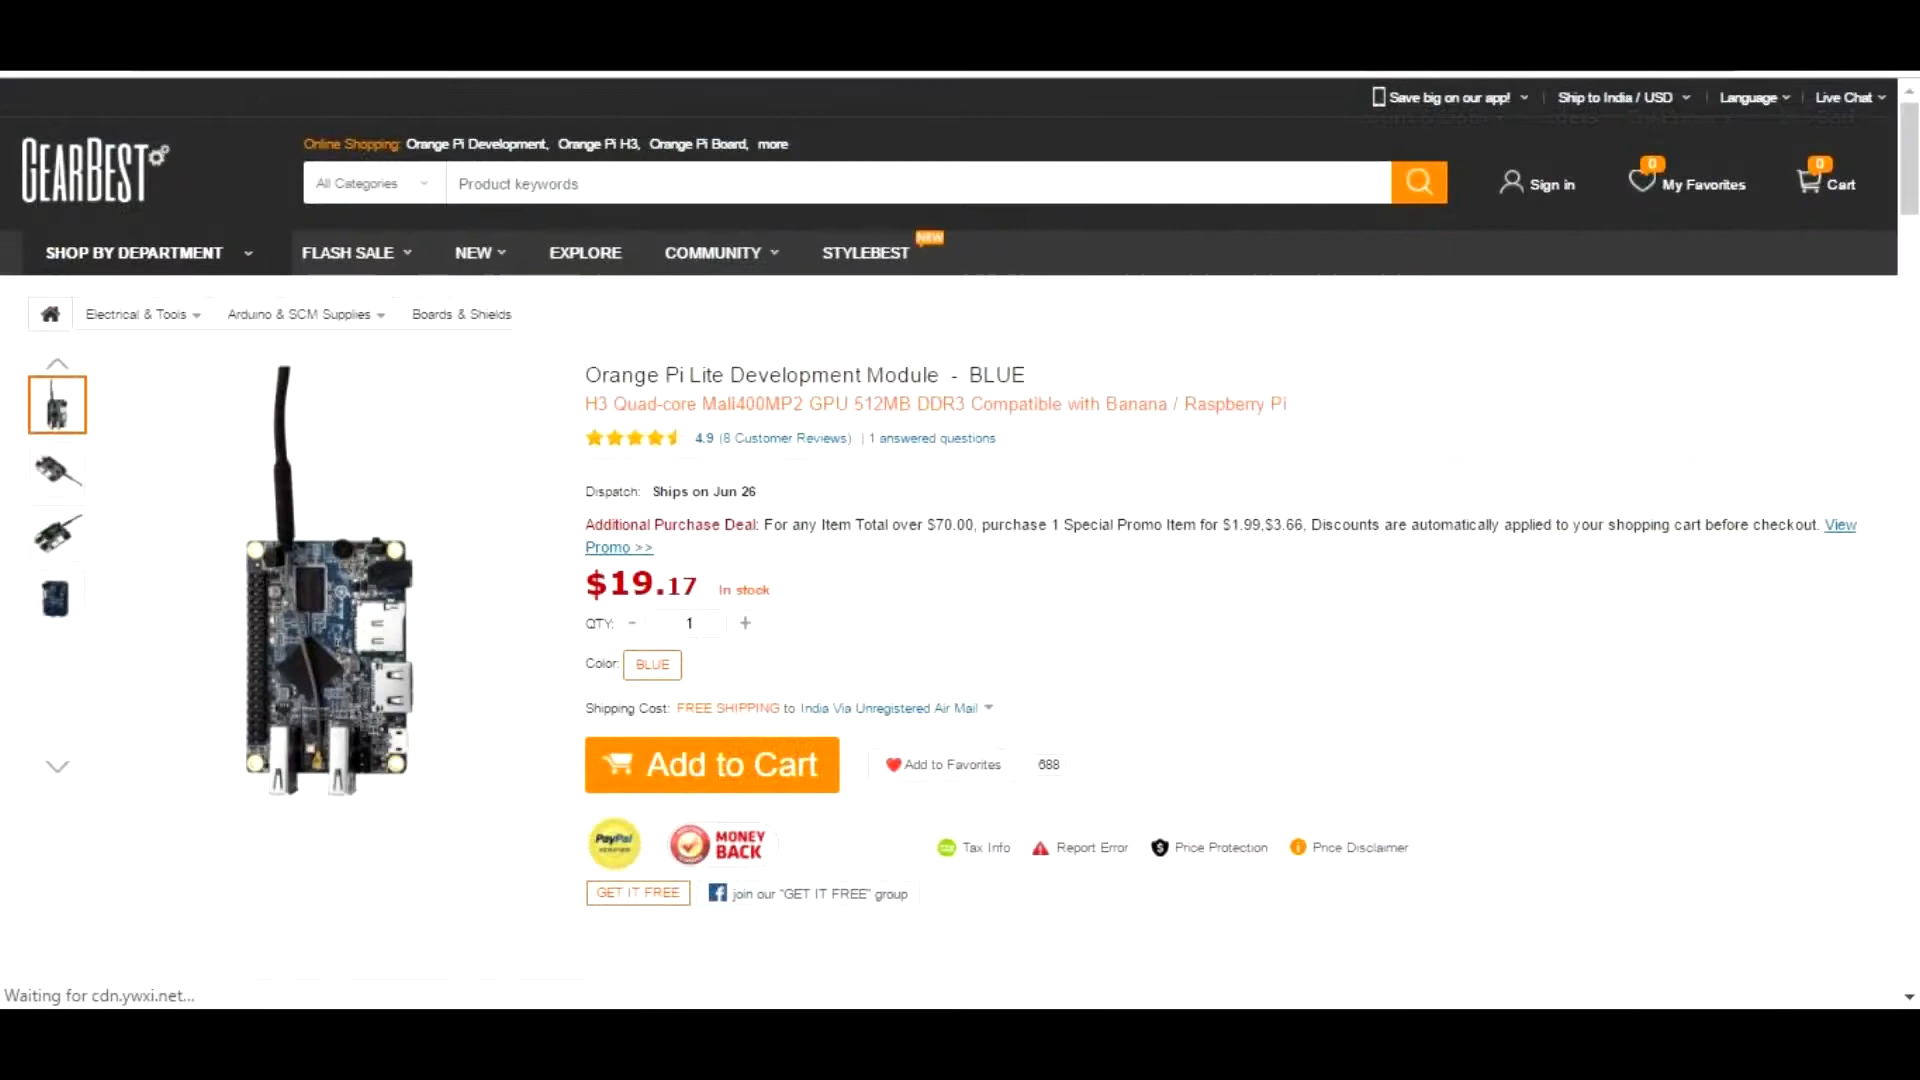 Save big on our app! Ship to India / USD Language Live Chat
GEARBEST
Online Shopping: Orange Pi Development, Orange Pi H3, Orange Pi Board, more
All Categories Product keywords
0 0
Sign in My Favorites Cart
SHOP BY DEPARTMENT FLASH SALE NEW EXPLORE COMMUNITY STYLEBEST NEW
Electrical & Tools Arduino & SCM Supplies Boards & Shields
Orange Pi Lite Development Module - BLUE
H3 Quad-core Mali400MP2 GPU 512MB DDR3 Compatible with Banana / Raspberry Pi
4.9 (8 Customer Reviews) | 1 answered questions
Dispatch: Ships on Jun 26
Additional Purchase Deal: For any Item Total over $70.00, purchase 1 Special Promo Item for $1.99,$3.66, Discounts are automatically applied to your shopping cart before checkout. View
Promo >>
$19.17 In stock
QTY: - 1 +
Color: BLUE
Shipping Cost: FREE SHIPPING to India Via Unregistered Air Mail
Add to Cart Add to Favorites 688
PayPal MONEY
BACK
Tax Info Report Error Price Protection Price Disclaimer
GET IT FREE join our "GET IT FREE" group
Waiting for cdn.ywxi.net...